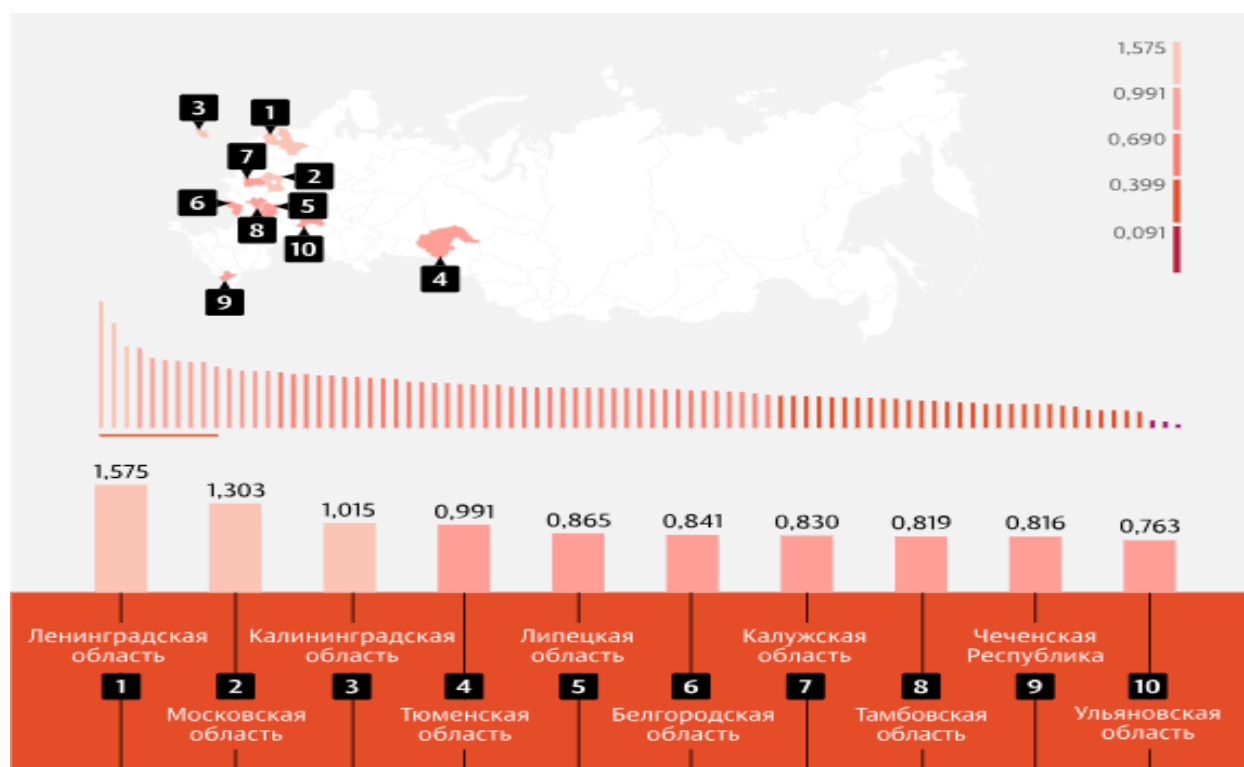 1,575
0,991
0,690
0,399
0,091
3
1
7
2
6
5
8
10
4
9
1,575
1,303
1,015
0,991
0,865
0,841
0,830
0,819
0,816
0,763
Ленинградская
область
Калининградская
область
Липецкая
область
Калужская
область
Чеченская
Республика
1
2
3
4
5
6
7
8
9
10
Московская
область
Тюменская
область
Белгородская
область
Тамбовская
область
Ульяновская
область